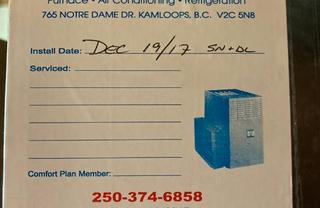 Furnace • Air Conditioning • Refrigeration
765 NOTRE DAME DR. KAMLOOPS, B.C. V2C 5N8
Install Date: DEC 19/17 SN+DL
Serviced:
Comfort Plan Member:
250-374-6858